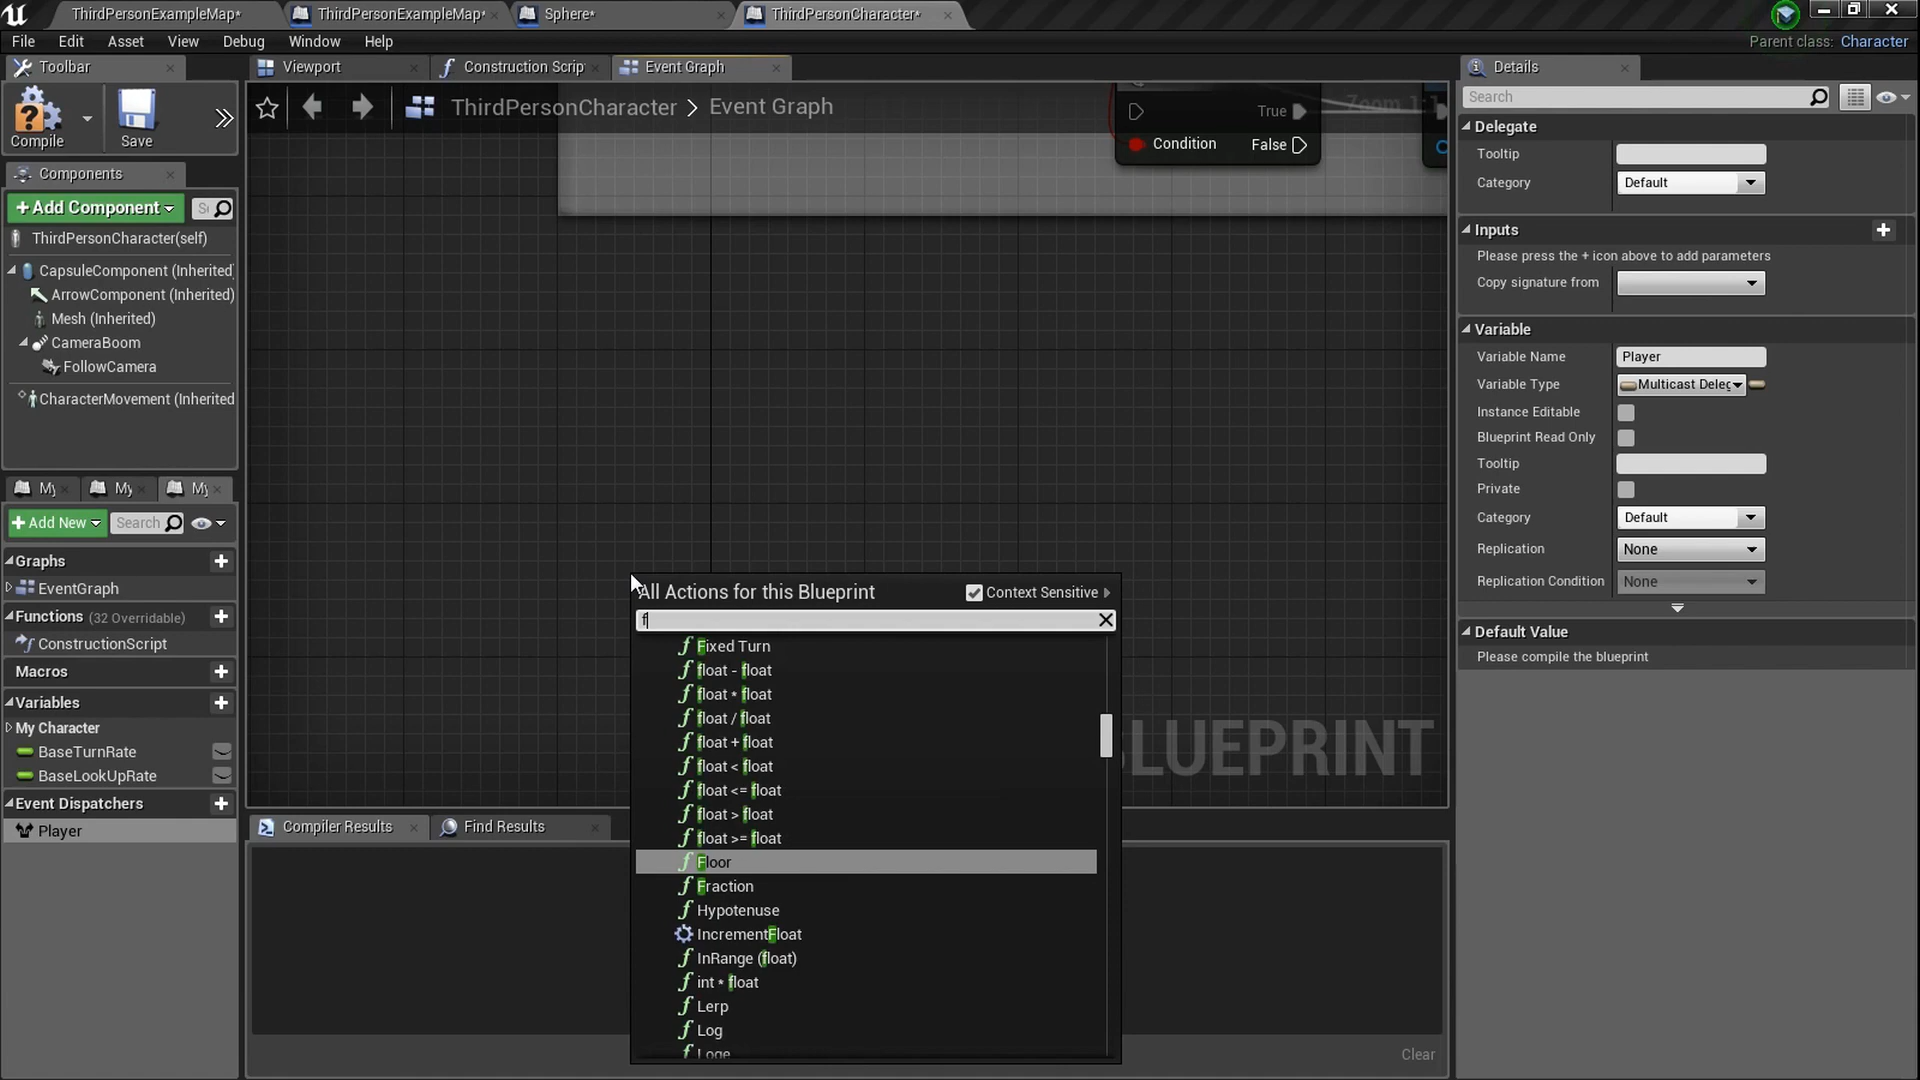 ThirdPersonExampleMap*
ThirdPersonExampleMap*
Sphere*
ThirdPersonCharacter*
File Edit Asset View Debug Window Help
Parent class: Character
Toolbar
Viewport
Construction Scrip
Event Graph
Details
Compile
Save
ThirdPersonCharacter > Event Graph
Zoom 1:1
True
Condition False
Search
Delegate
Tooltip
Category Default
Inputs
Please press the + icon above to add parameters
Copy signature from
Variable
Variable Name Player
Variable Type Multicast Deleg
Instance Editable
Blueprint Read Only
Tooltip
Private
Category Default
Replication None
Replication Condition None
Default Value
Please compile the blueprint
Components
+ Add Component
ThirdPersonCharacter(self)
CapsuleComponent (Inherited)
ArrowComponent (Inherited)
Mesh (Inherited)
CameraBoom
FollowCamera
CharacterMovement (Inherited
My
My
My
+ Add New
Search
Graphs
EventGraph
Functions (32 Overridable)
ConstructionScript
Macros
Variables
My Character
BaseTurnRate
BaseLookUpRate
Event Dispatchers
Player
All Actions for this Blueprint
Context Sensitive
f
Fixed Turn
float - float
float * float
float / float
float + float
float < float
float <= float
float > float
float >= float
Floor
Fraction
Hypotenuse
IncrementFloat
InRange (float)
int * float
Lerp
Log
Loge
BLUEPRINT
Compiler Results
Find Results
Clear